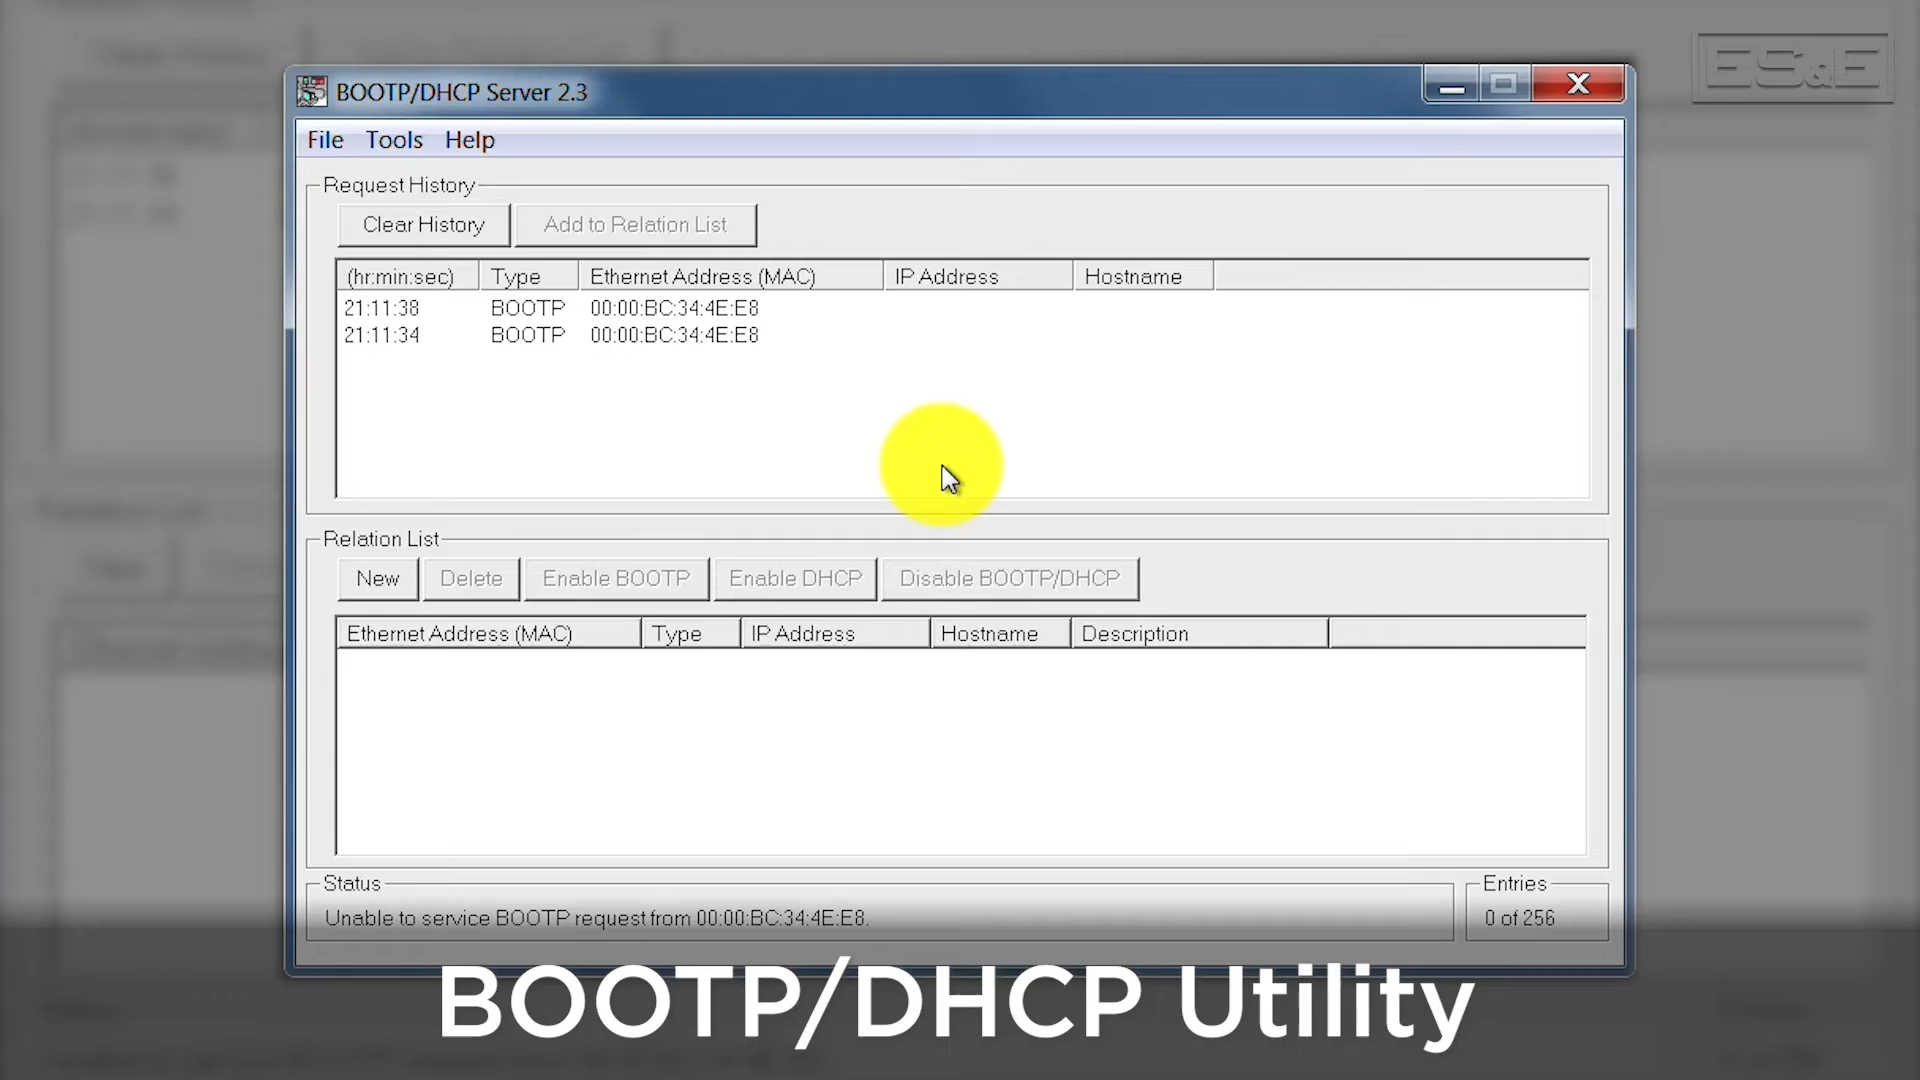 ES&E
BOOTP/DHCP Server 2.3
File Tools Help
Request History
Clear History Add to Relation List
(hr:min:sec) Type Ethernet Address (MAC) IP Address Hostname
21:11:38 BOOTP 00:00:BC:34:4E:E8
21:11:34 BOOTP 00:00:BC:34:4E:E8
Relation List
New Delete Enable BOOTP Enable DHCP Disable BOOTP/DHCP
Ethernet Address (MAC) Type IP Address Hostname Description
Status
Unable to service BOOTP request from 00:00:BC:34:4E:E8.
Entries
0 of 256
BOOTP/DHCP Utility